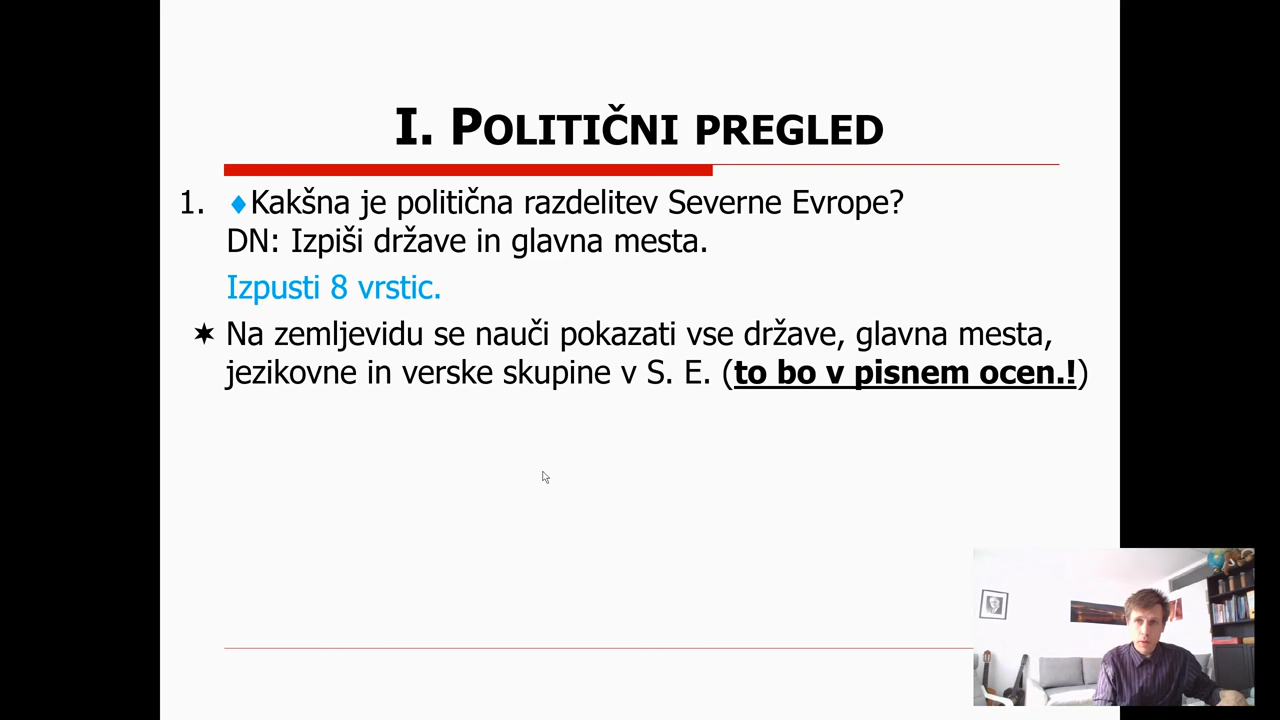 I. POLITIČNI PREGLED
1. ♦Kakšna je politična razdelitev Severne Evrope?
DN: Izpiši države in glavna mesta.
Izpusti 8 vrstic.
✶ Na zemljevidu se nauči pokazati vse države, glavna mesta,
jezikovne in verske skupine v S. E. (to bo v pisnem ocen.!)